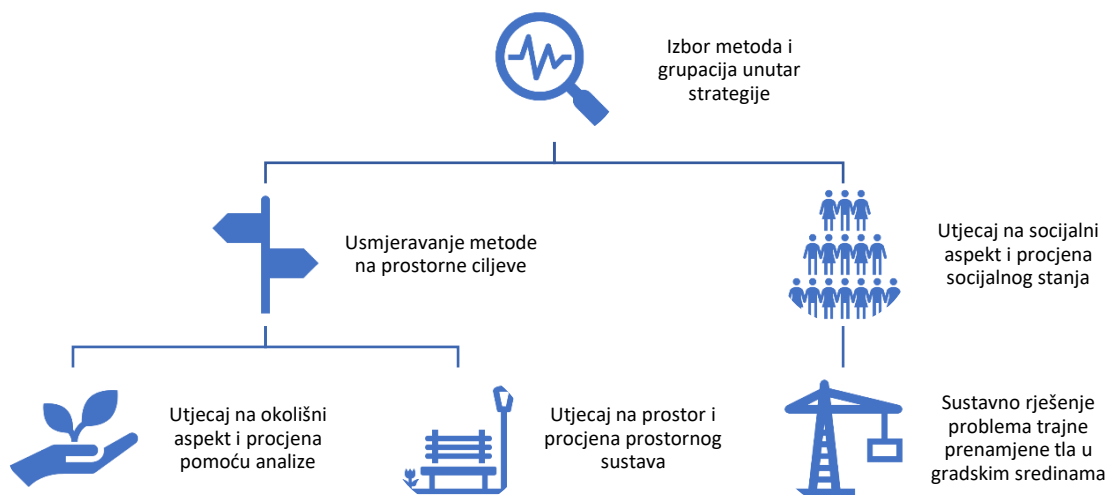 Izbor metoda i
grupacija unutar
strategije
Usmjeravanje metode
na prostorne ciljeve
Utjecaj na socijalni
aspekt i procjena
socijalnog stanja
Utjecaj na okolišni
aspekt i procjena
pomoću analize
Utjecaj na prostor i
procjena prostornog
sustava
Sustavno rješenje
problema trajne
prenamjene tla u
gradskim sredinama